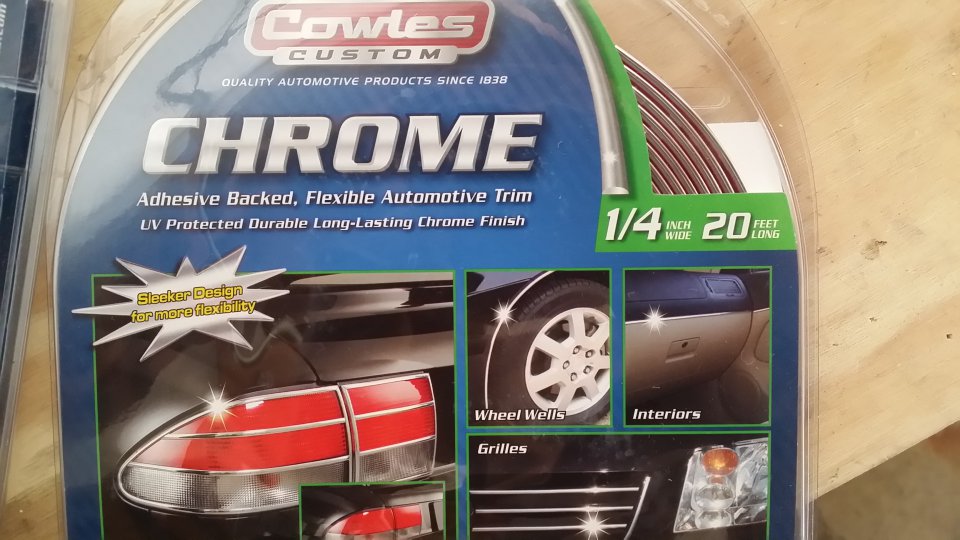 Cowles
CUSTOM
QUALITY AUTOMOTIVE PRODUCTS SINCE 1838
CHROME
Adhesive Backed, Flexible Automotive Trim
UV Protected Durable Long-Lasting Chrome Finish
1/4 INCH WIDE 20 FEET LONG
Sleeker Design
for more flexibility
Wheel Wells
Interiors
Grilles